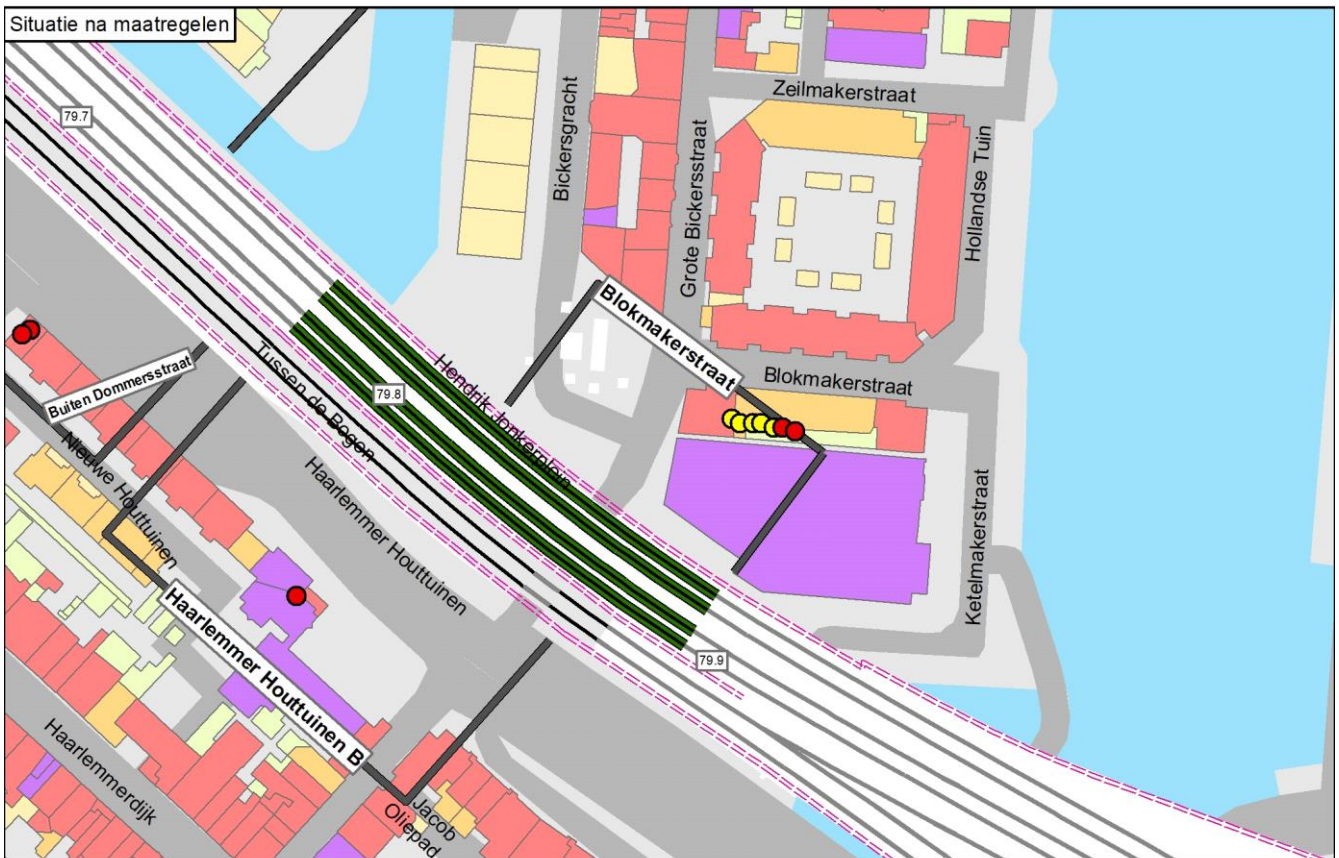 Situatie na maatregelen
79.7
Zeilmakerstraat
Bickersgracht
Grote Bickersstraat
Hollandse Tuin
Blokmakerstraat
Blokmakerstraat
Hendrik Jonkerplein
Tussen de Bogen
79.8
Buiten Dommersstraat
Nieuwe Houttuinen
Haarlemmer Houttuinen
Ketelmakerstraat
Haarlemmer Houttuinen B
79.9
Haarlemmerdijk
Jacob
Oliepad